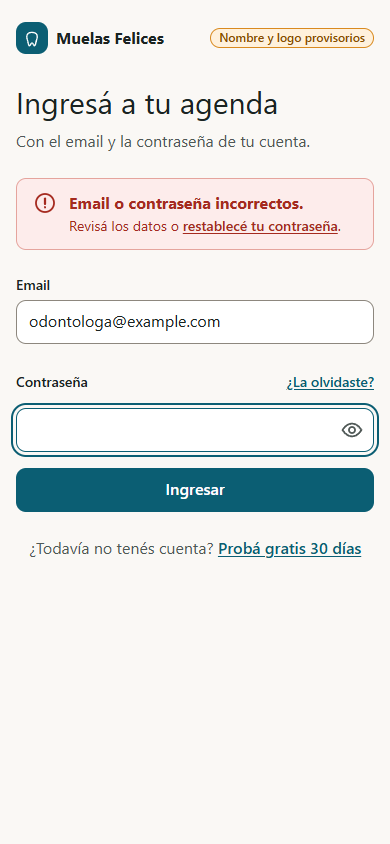 Muelas Felices
Nombre y logo provisorios
Ingresá a tu agenda
Con el email y la contraseña de tu cuenta.
Email o contraseña incorrectos.
Revisá los datos o restablecé tu contraseña.
Email
odontologa@example.com
Contraseña
¿La olvidaste?
Ingresar
¿Todavía no tenés cuenta? Probá gratis 30 días